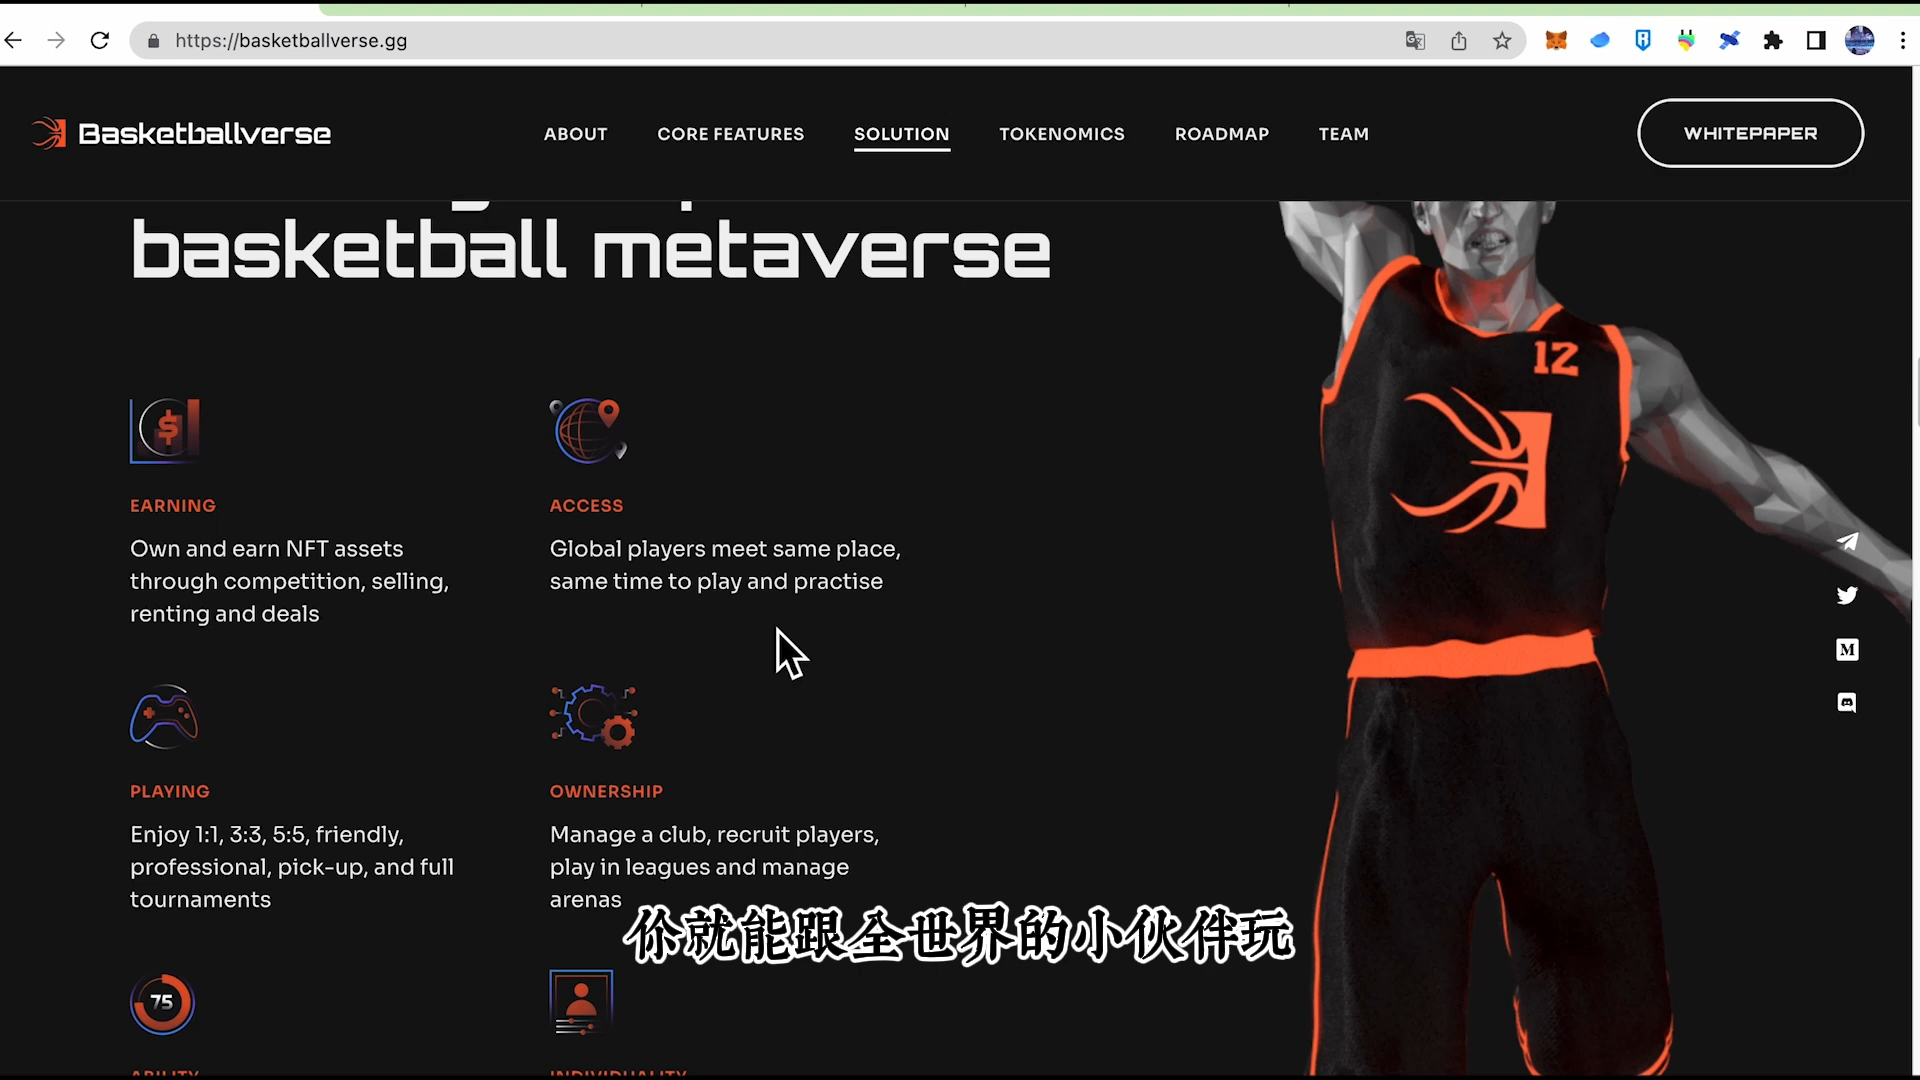 https://basketballverse.gg
Basketballverse
ABOUT
CORE FEATURES
SOLUTION
TOKENOMICS
ROADMAP
TEAM
WHITEPAPER
basketball metaverse
12
EARNING
Own and earn NFT assets
through competition, selling,
renting and deals
ACCESS
Global players meet same place,
same time to play and practise
PLAYING
Enjoy 1:1, 3:3, 5:5, friendly,
professional, pick-up, and full
tournaments
OWNERSHIP
Manage a club, recruit players,
play in leagues and manage
arenas
你就能跟全世界的小伙伴玩
75